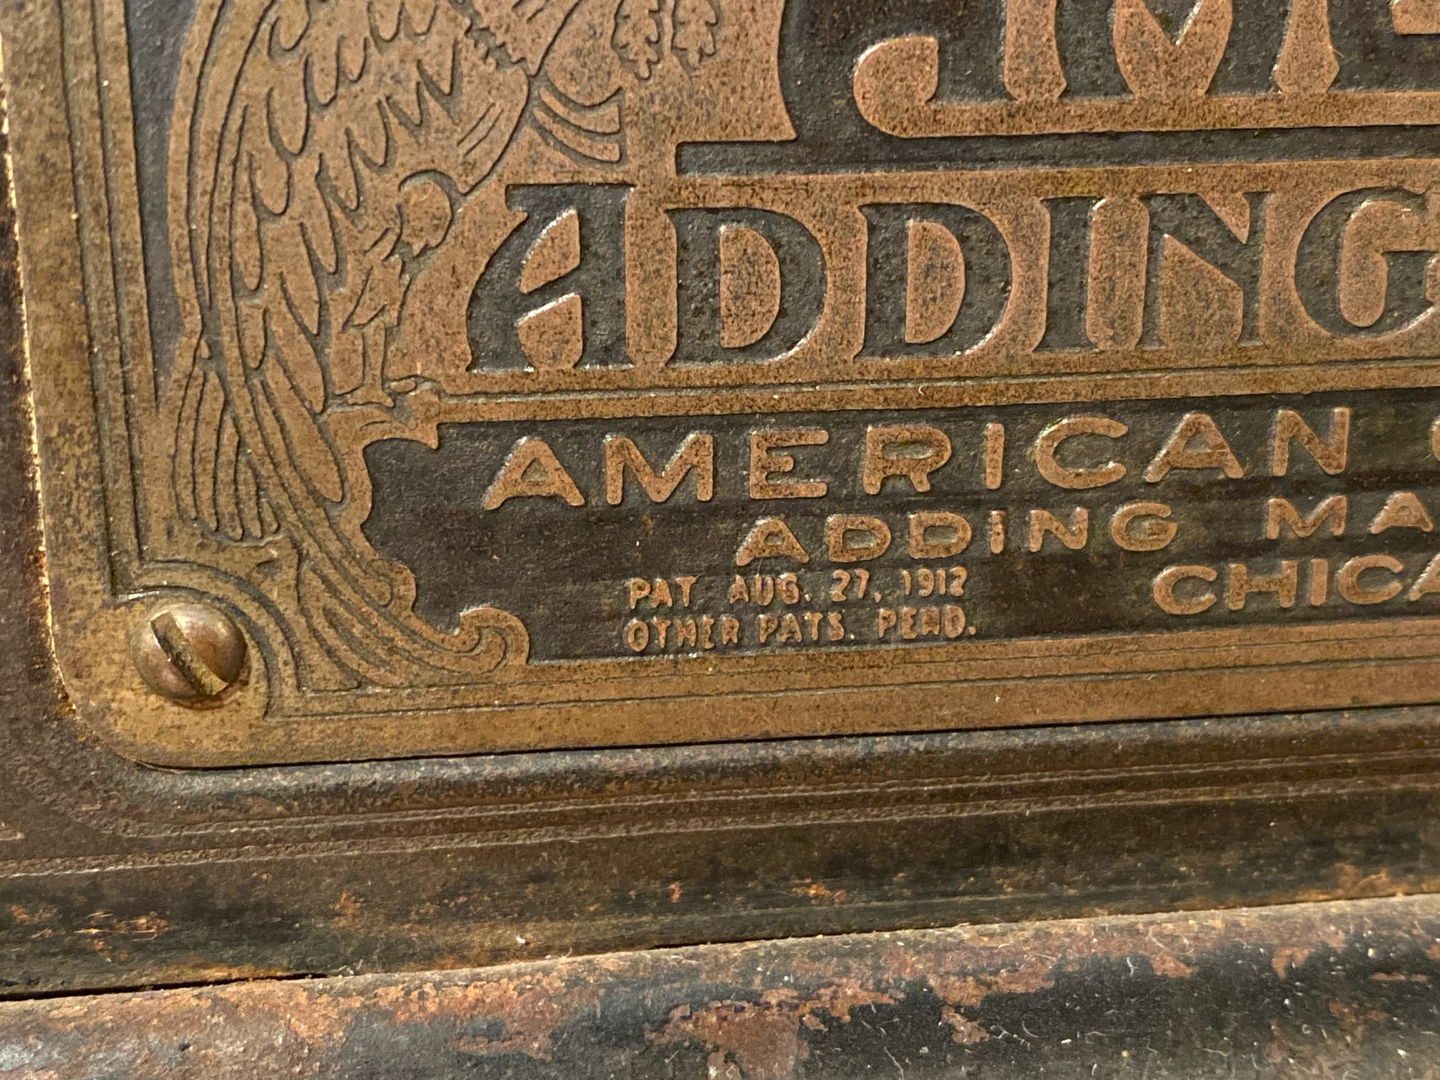 ADDING
AMERICAN
ADDING MA
PAT AUG. 27, 1912
CHICA
OTHER PATS. PEND.